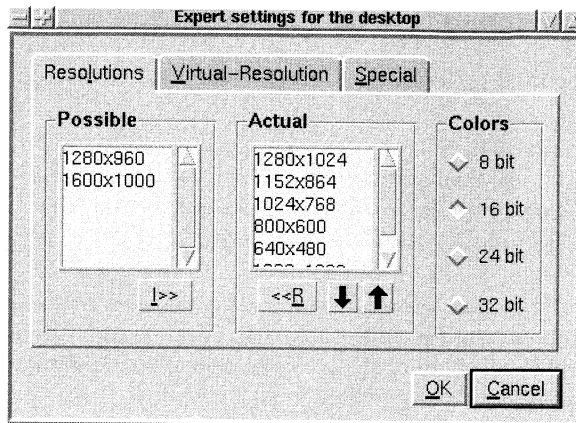 Expert settings for the desktop
Resolutions Virtual-Resolution Special
Possible
1280x960
1600x1000
I>>
Actual
1280x1024
1152x864
1024x768
800x600
640x480
<<R
Colors
8 bit
16 bit
24 bit
32 bit
OK Cancel